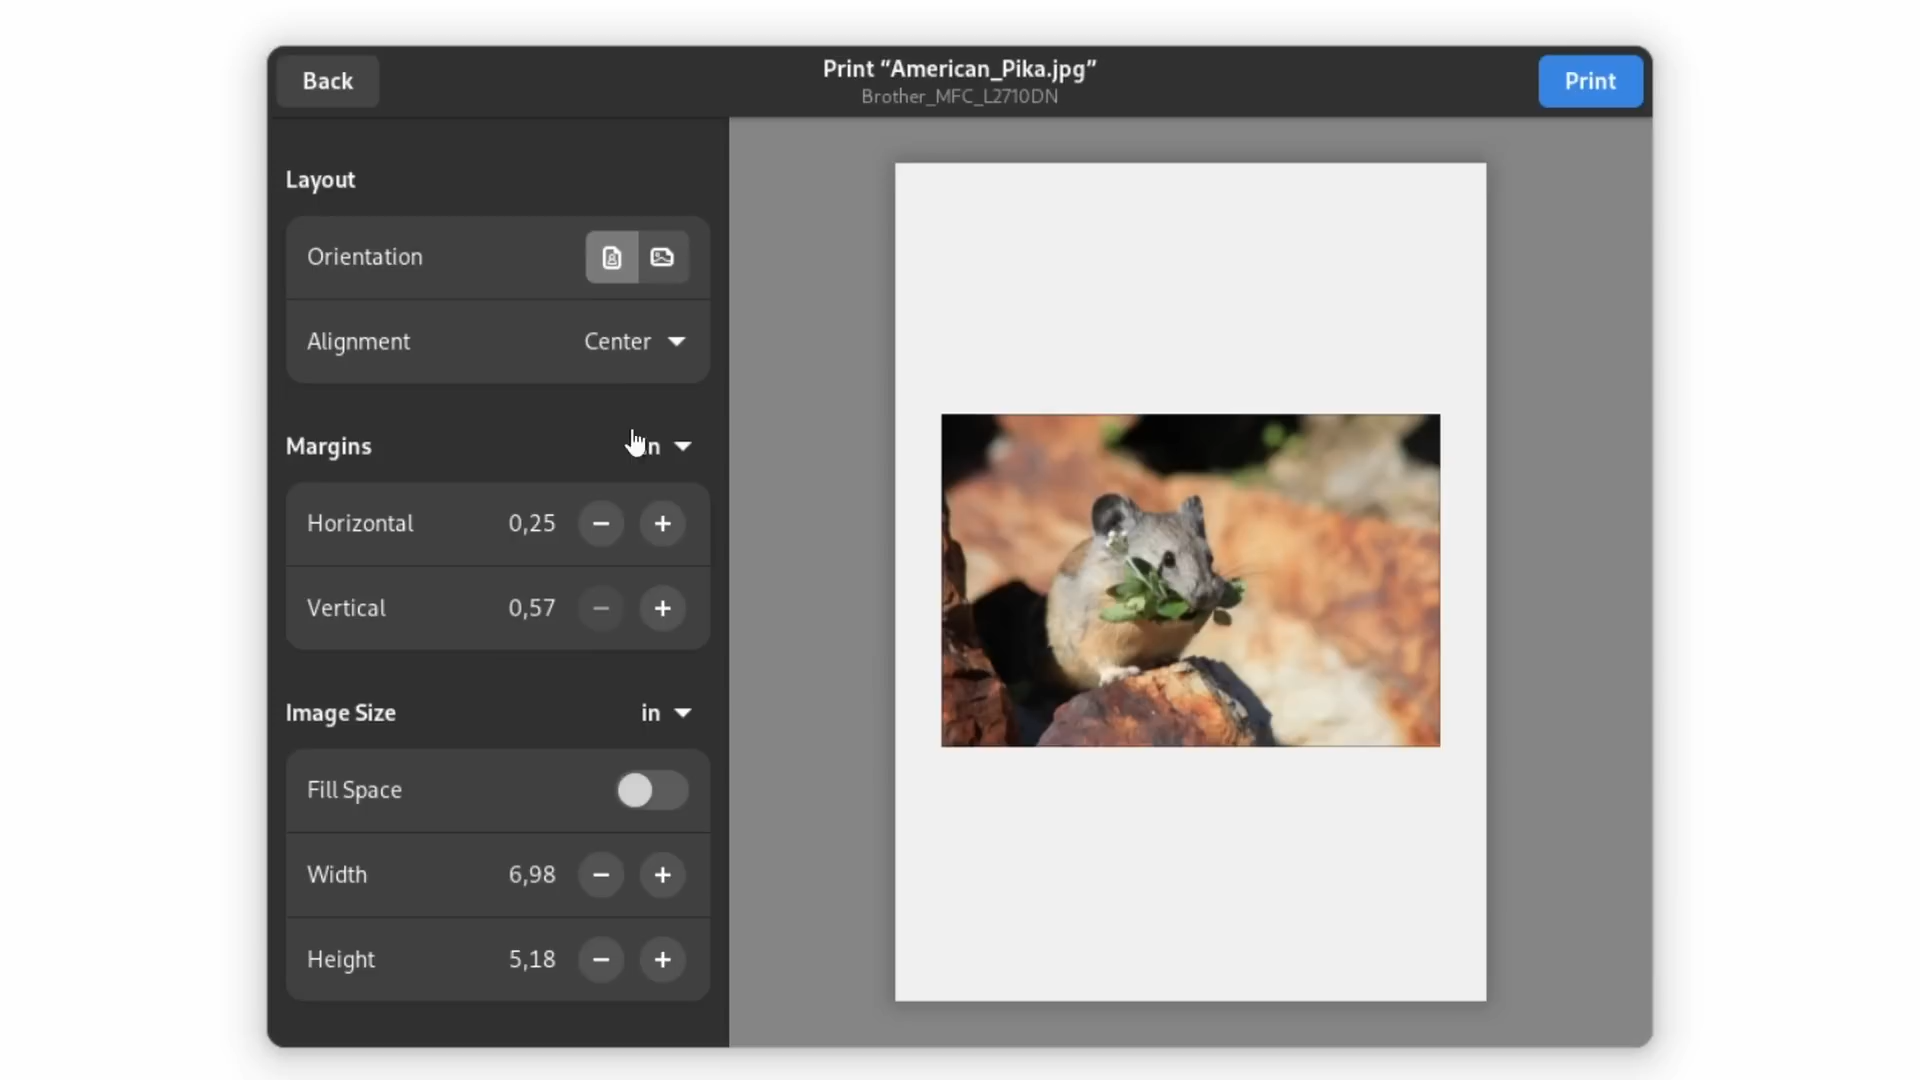 Back
Print “American_Pika.jpg”
Brother_MFC_L2710DN
Print
Layout
Orientation
Alignment
Center
Margins
Horizontal
0,25
Vertical
0,57
Image Size
in
Fill Space
Width
6,98
Height
5,18